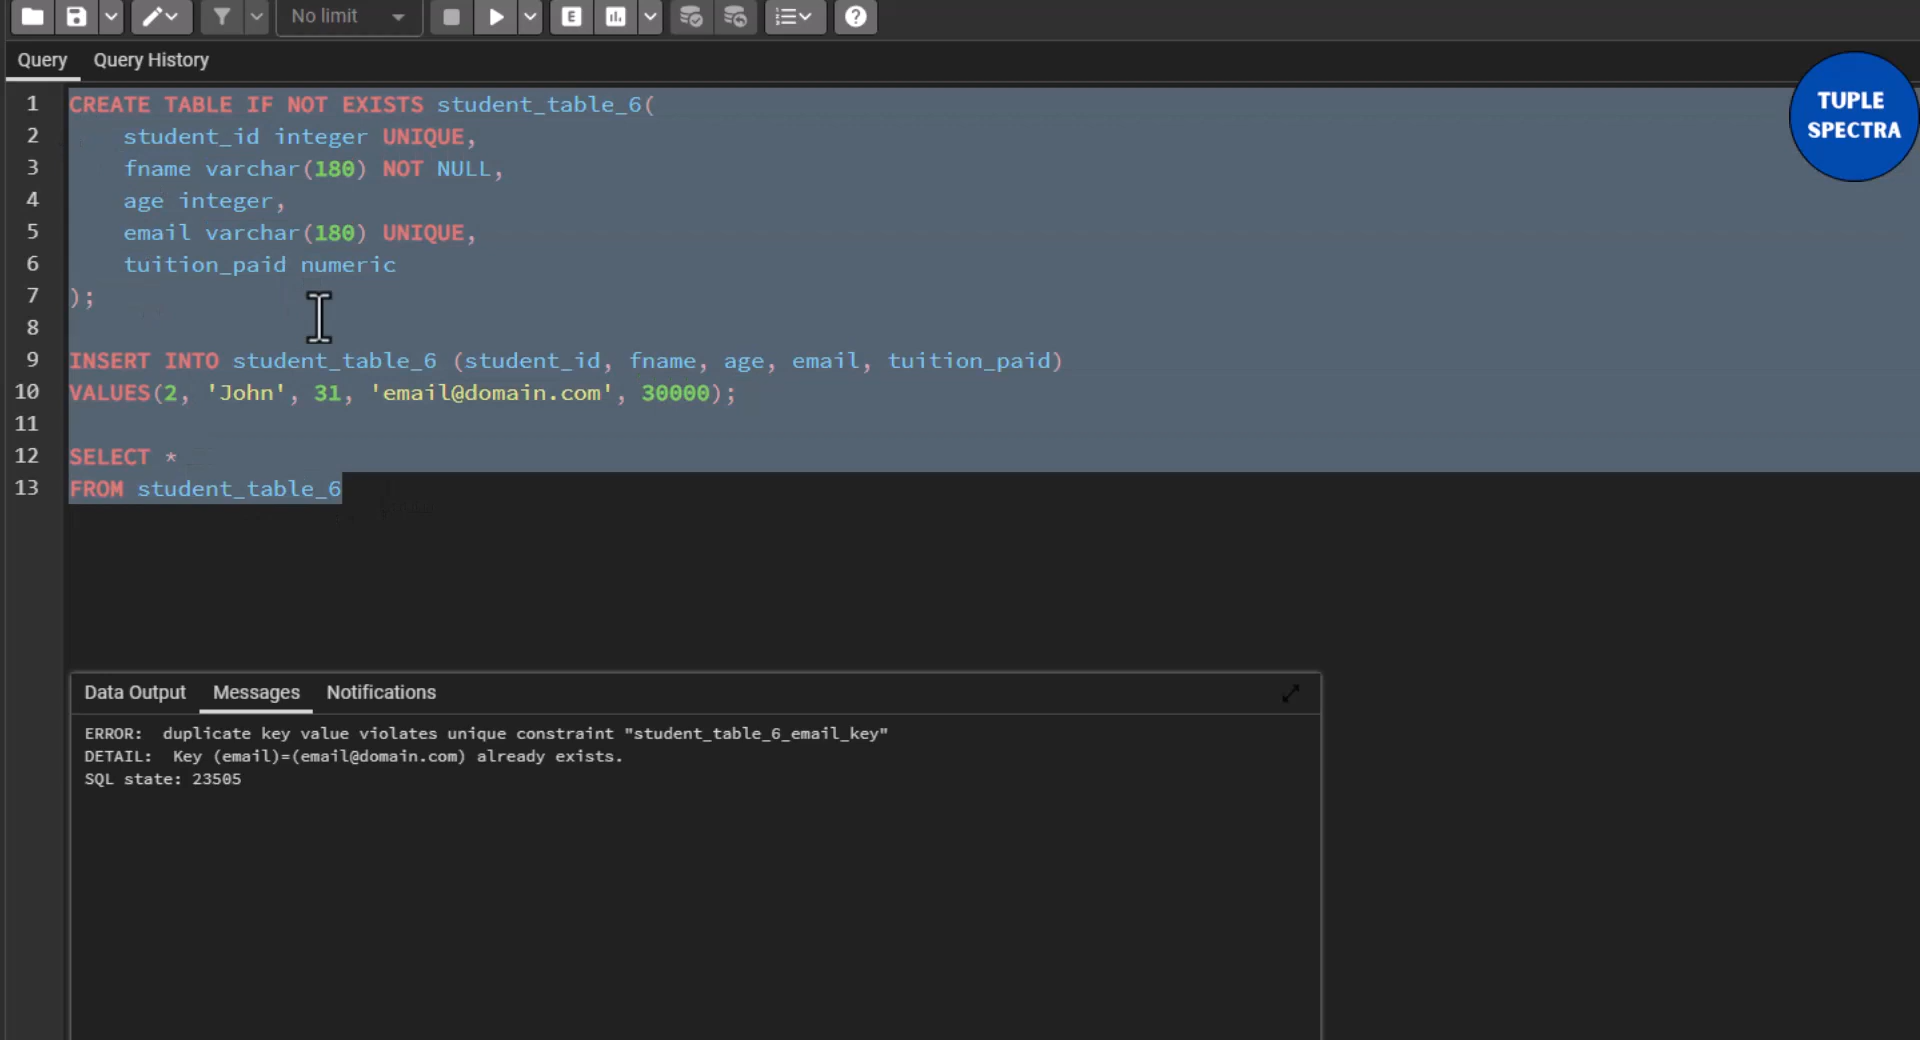 No limit
E
Query Query History
TUPLE
SPECTRA
1 CREATE TABLE IF NOT EXISTS student_table_6(
2 student_id integer UNIQUE,
3 fname varchar(180) NOT NULL,
4 age integer,
5 email varchar(180) UNIQUE,
6 tuition_paid numeric
7 );
8
9 INSERT INTO student_table_6 (student_id, fname, age, email, tuition_paid)
10 VALUES(2, 'John', 31, 'email@domain.com', 30000);
11
12 SELECT *
13 FROM student_table_6
Data Output Messages Notifications
ERROR:  duplicate key value violates unique constraint "student_table_6_email_key"
DETAIL:  Key (email)=(email@domain.com) already exists.
SQL state: 23505